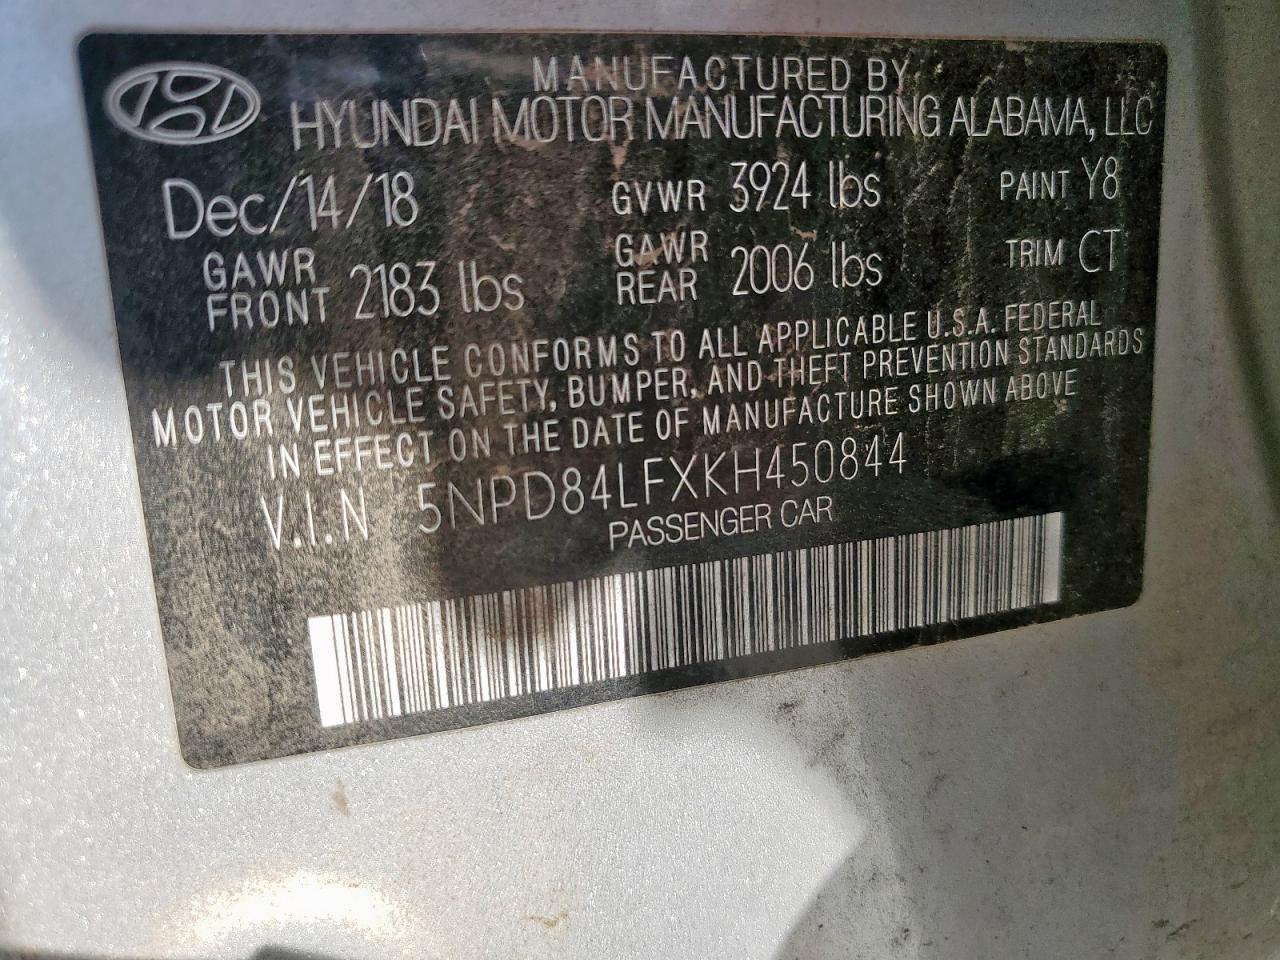 MANUFACTURED BY
HYUNDAI MOTOR MANUFACTURING ALABAMA, LLC
Dec/14/18 GVWR 3924 lbs PAINT Y8
GAWR FRONT 2183 lbs GAWR REAR 2006 lbs TRIM CT
THIS VEHICLE CONFORMS TO ALL APPLICABLE U.S.A. FEDERAL
MOTOR VEHICLE SAFETY, BUMPER, AND THEFT PREVENTION STANDARDS
IN EFFECT ON THE DATE OF MANUFACTURE SHOWN ABOVE
V.I.N 5NPD84LFXKH450844
PASSENGER CAR